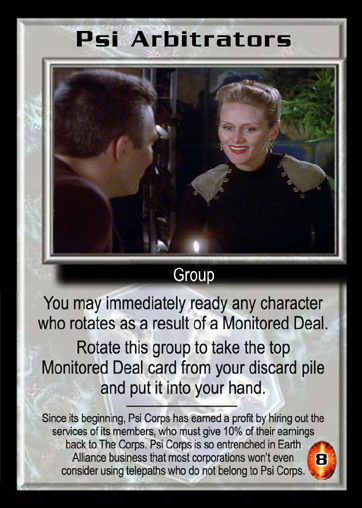 Psi Arbitrators
Group
You may immediately ready any character
who rotates as a result of a Monitored Deal.
Rotate this group to take the top
Monitored Deal card from your discard pile
and put it into your hand.
Since its beginning, Psi Corps has earned a profit by hiring out the
services of its members, who must give 10% of their earnings
back to The Corps. Psi Corps is so entrenched in Earth
Alliance business that most corporations won't even
consider using telepaths who do not belong to Psi Corps.
8